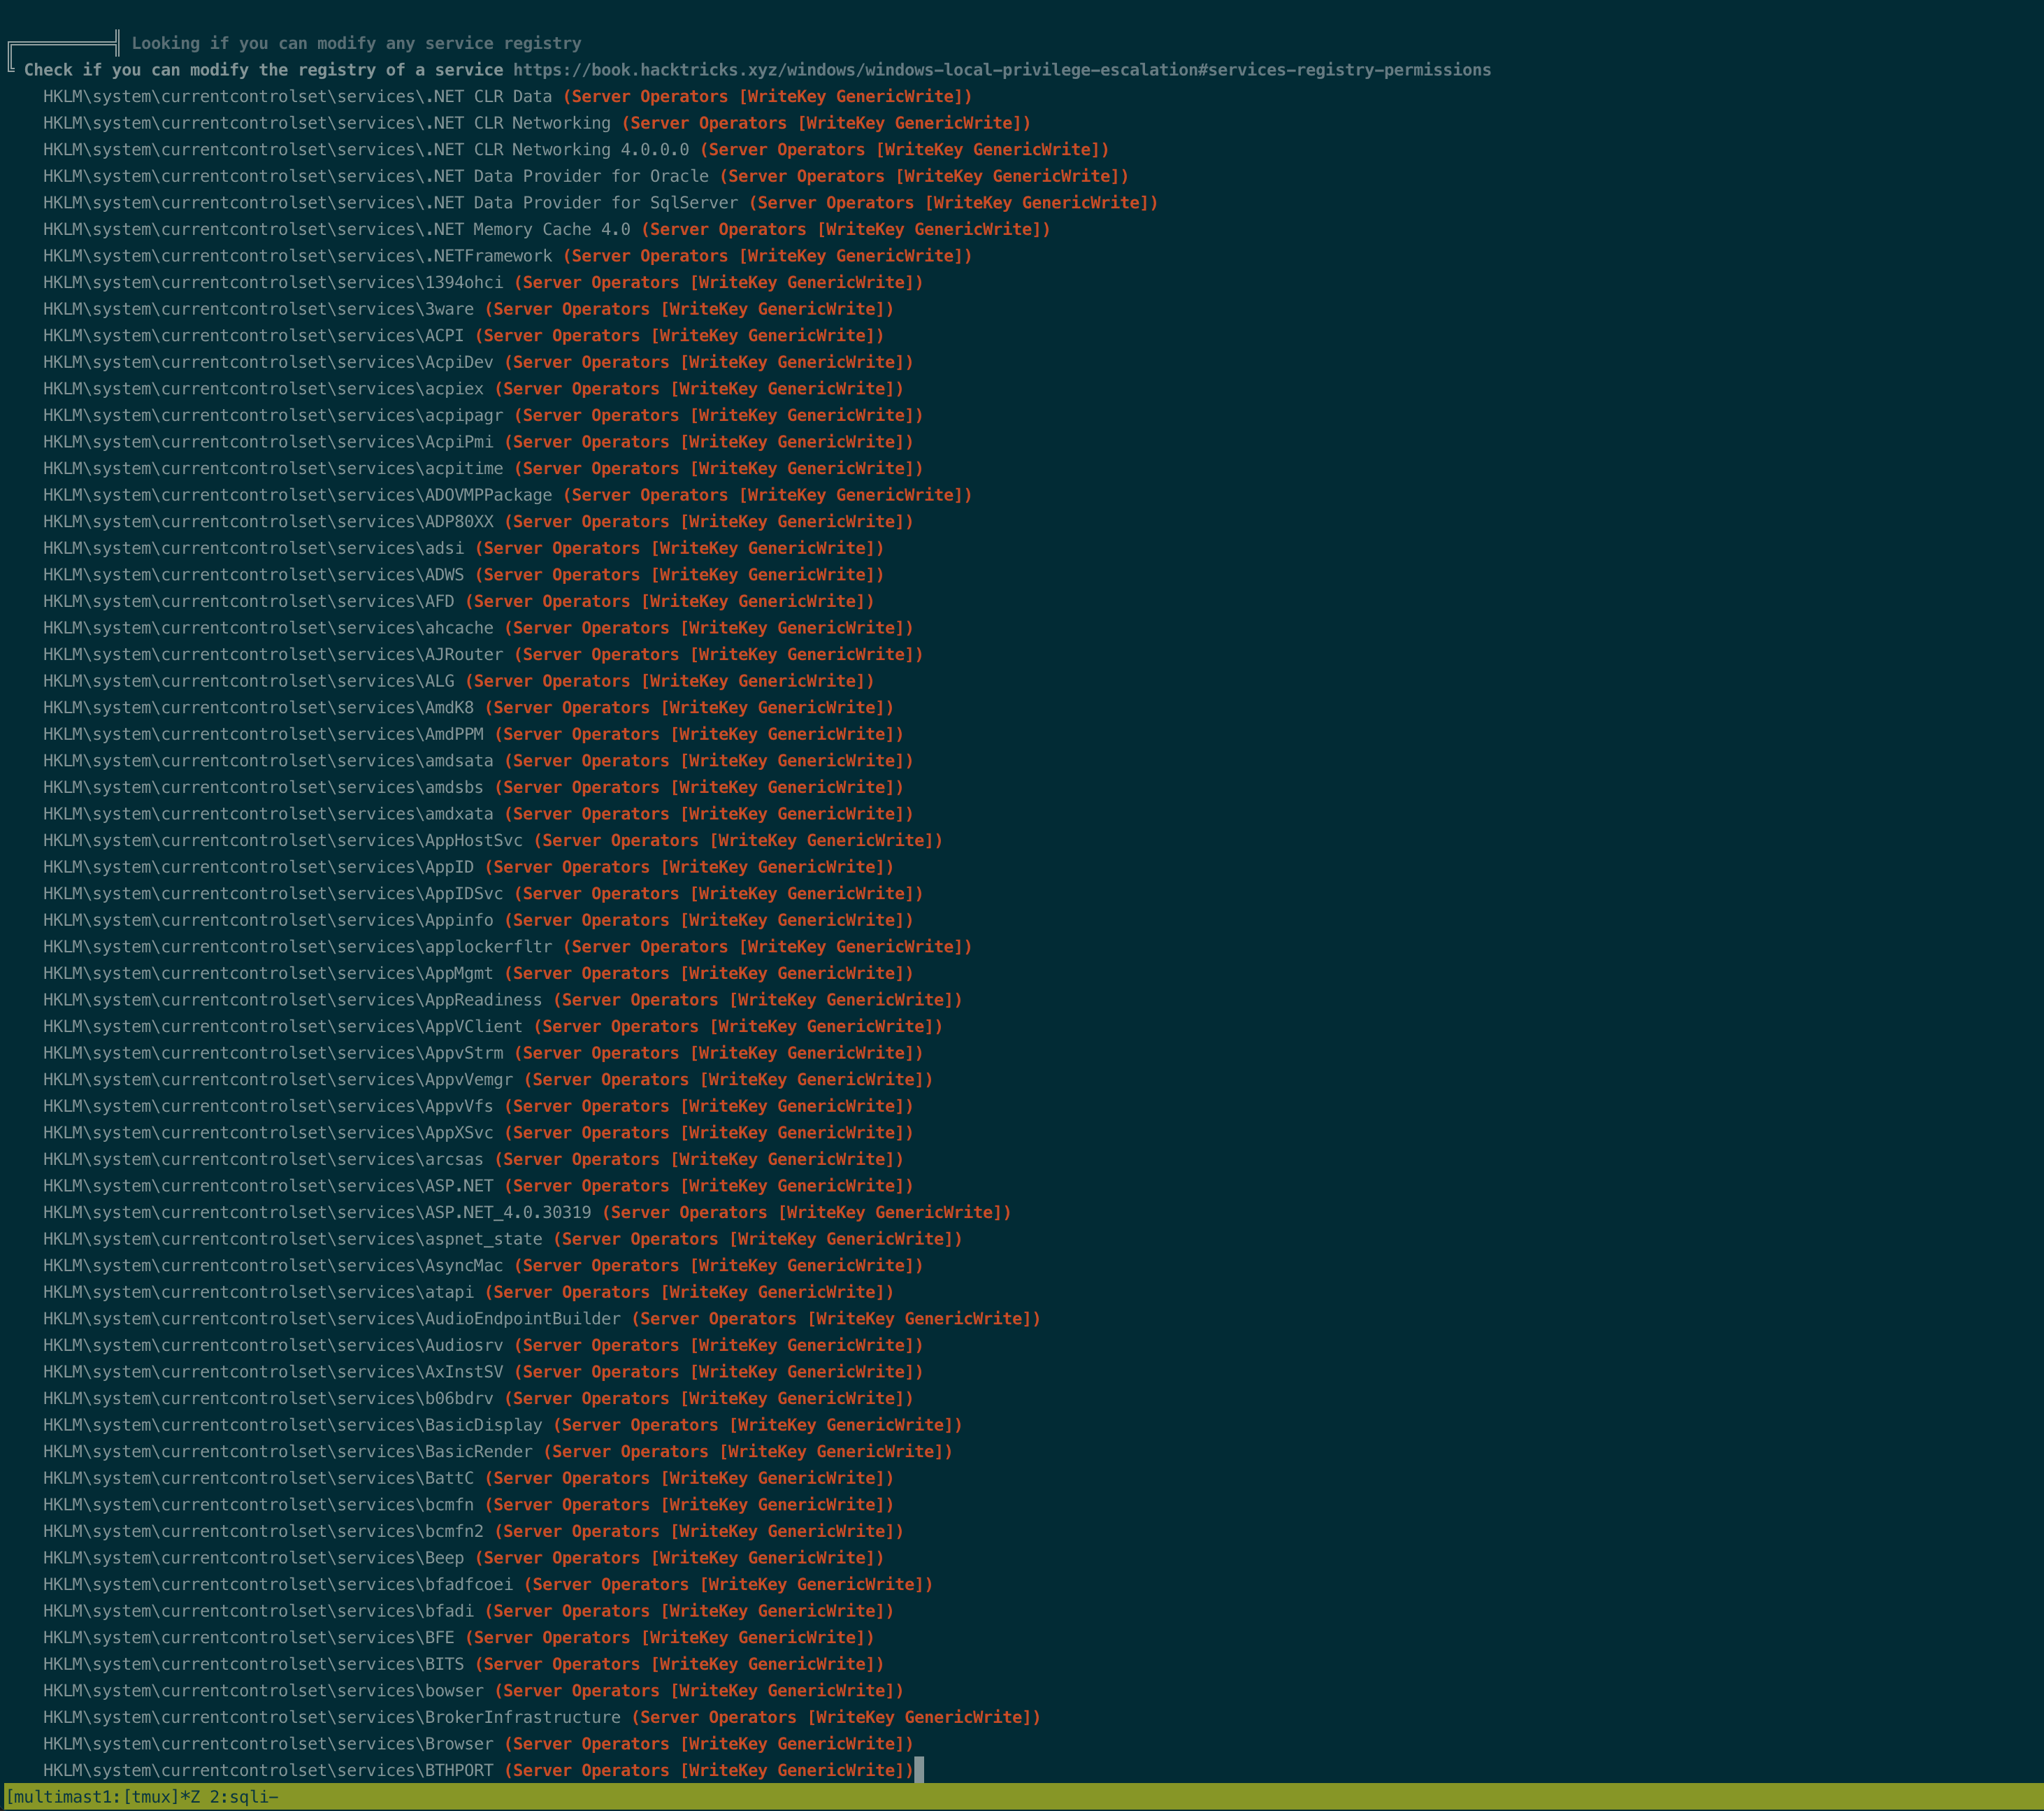 Looking if you can modify any service registry
Check if you can modify the registry of a service https://book.hacktricks.xyz/windows/windows-local-privilege-escalation#services-registry-permissions
HKLM\system\currentcontrolset\services\.NET CLR Data (Server Operators [WriteKey GenericWrite])
HKLM\system\currentcontrolset\services\.NET CLR Networking (Server Operators [WriteKey GenericWrite])
HKLM\system\currentcontrolset\services\.NET CLR Networking 4.0.0.0 (Server Operators [WriteKey GenericWrite])
HKLM\system\currentcontrolset\services\.NET Data Provider for Oracle (Server Operators [WriteKey GenericWrite])
HKLM\system\currentcontrolset\services\.NET Data Provider for SqlServer (Server Operators [WriteKey GenericWrite])
HKLM\system\currentcontrolset\services\.NET Memory Cache 4.0 (Server Operators [WriteKey GenericWrite])
HKLM\system\currentcontrolset\services\.NETFramework (Server Operators [WriteKey GenericWrite])
HKLM\system\currentcontrolset\services\1394ohci (Server Operators [WriteKey GenericWrite])
HKLM\system\currentcontrolset\services\3ware (Server Operators [WriteKey GenericWrite])
HKLM\system\currentcontrolset\services\ACPI (Server Operators [WriteKey GenericWrite])
HKLM\system\currentcontrolset\services\AcpiDev (Server Operators [WriteKey GenericWrite])
HKLM\system\currentcontrolset\services\acpiex (Server Operators [WriteKey GenericWrite])
HKLM\system\currentcontrolset\services\acpipagr (Server Operators [WriteKey GenericWrite])
HKLM\system\currentcontrolset\services\AcpiPmi (Server Operators [WriteKey GenericWrite])
HKLM\system\currentcontrolset\services\acpitime (Server Operators [WriteKey GenericWrite])
HKLM\system\currentcontrolset\services\ADOVMPPackage (Server Operators [WriteKey GenericWrite])
HKLM\system\currentcontrolset\services\ADP80XX (Server Operators [WriteKey GenericWrite])
HKLM\system\currentcontrolset\services\adsi (Server Operators [WriteKey GenericWrite])
HKLM\system\currentcontrolset\services\ADWS (Server Operators [WriteKey GenericWrite])
HKLM\system\currentcontrolset\services\AFD (Server Operators [WriteKey GenericWrite])
HKLM\system\currentcontrolset\services\ahcache (Server Operators [WriteKey GenericWrite])
HKLM\system\currentcontrolset\services\AJRouter (Server Operators [WriteKey GenericWrite])
HKLM\system\currentcontrolset\services\ALG (Server Operators [WriteKey GenericWrite])
HKLM\system\currentcontrolset\services\AmdK8 (Server Operators [WriteKey GenericWrite])
HKLM\system\currentcontrolset\services\AmdPPM (Server Operators [WriteKey GenericWrite])
HKLM\system\currentcontrolset\services\amdsata (Server Operators [WriteKey GenericWrite])
HKLM\system\currentcontrolset\services\amdsbs (Server Operators [WriteKey GenericWrite])
HKLM\system\currentcontrolset\services\amdxata (Server Operators [WriteKey GenericWrite])
HKLM\system\currentcontrolset\services\AppHostSvc (Server Operators [WriteKey GenericWrite])
HKLM\system\currentcontrolset\services\AppID (Server Operators [WriteKey GenericWrite])
HKLM\system\currentcontrolset\services\AppIDSvc (Server Operators [WriteKey GenericWrite])
HKLM\system\currentcontrolset\services\Appinfo (Server Operators [WriteKey GenericWrite])
HKLM\system\currentcontrolset\services\applockerfltr (Server Operators [WriteKey GenericWrite])
HKLM\system\currentcontrolset\services\AppMgmt (Server Operators [WriteKey GenericWrite])
HKLM\system\currentcontrolset\services\AppReadiness (Server Operators [WriteKey GenericWrite])
HKLM\system\currentcontrolset\services\AppVClient (Server Operators [WriteKey GenericWrite])
HKLM\system\currentcontrolset\services\AppvStrm (Server Operators [WriteKey GenericWrite])
HKLM\system\currentcontrolset\services\AppvVemgr (Server Operators [WriteKey GenericWrite])
HKLM\system\currentcontrolset\services\AppvVfs (Server Operators [WriteKey GenericWrite])
HKLM\system\currentcontrolset\services\AppXSvc (Server Operators [WriteKey GenericWrite])
HKLM\system\currentcontrolset\services\arcsas (Server Operators [WriteKey GenericWrite])
HKLM\system\currentcontrolset\services\ASP.NET (Server Operators [WriteKey GenericWrite])
HKLM\system\currentcontrolset\services\ASP.NET_4.0.30319 (Server Operators [WriteKey GenericWrite])
HKLM\system\currentcontrolset\services\aspnet_state (Server Operators [WriteKey GenericWrite])
HKLM\system\currentcontrolset\services\AsyncMac (Server Operators [WriteKey GenericWrite])
HKLM\system\currentcontrolset\services\atapi (Server Operators [WriteKey GenericWrite])
HKLM\system\currentcontrolset\services\AudioEndpointBuilder (Server Operators [WriteKey GenericWrite])
HKLM\system\currentcontrolset\services\Audiosrv (Server Operators [WriteKey GenericWrite])
HKLM\system\currentcontrolset\services\AxInstSV (Server Operators [WriteKey GenericWrite])
HKLM\system\currentcontrolset\services\b06bdrv (Server Operators [WriteKey GenericWrite])
HKLM\system\currentcontrolset\services\BasicDisplay (Server Operators [WriteKey GenericWrite])
HKLM\system\currentcontrolset\services\BasicRender (Server Operators [WriteKey GenericWrite])
HKLM\system\currentcontrolset\services\BattC (Server Operators [WriteKey GenericWrite])
HKLM\system\currentcontrolset\services\bcmfn (Server Operators [WriteKey GenericWrite])
HKLM\system\currentcontrolset\services\bcmfn2 (Server Operators [WriteKey GenericWrite])
HKLM\system\currentcontrolset\services\Beep (Server Operators [WriteKey GenericWrite])
HKLM\system\currentcontrolset\services\bfadfcoei (Server Operators [WriteKey GenericWrite])
HKLM\system\currentcontrolset\services\bfadi (Server Operators [WriteKey GenericWrite])
HKLM\system\currentcontrolset\services\BFE (Server Operators [WriteKey GenericWrite])
HKLM\system\currentcontrolset\services\BITS (Server Operators [WriteKey GenericWrite])
HKLM\system\currentcontrolset\services\bowser (Server Operators [WriteKey GenericWrite])
HKLM\system\currentcontrolset\services\BrokerInfrastructure (Server Operators [WriteKey GenericWrite])
HKLM\system\currentcontrolset\services\Browser (Server Operators [WriteKey GenericWrite])
HKLM\system\currentcontrolset\services\BTHPORT (Server Operators [WriteKey GenericWrite])
[multimast1:[tmux]*Z 2:sqli-